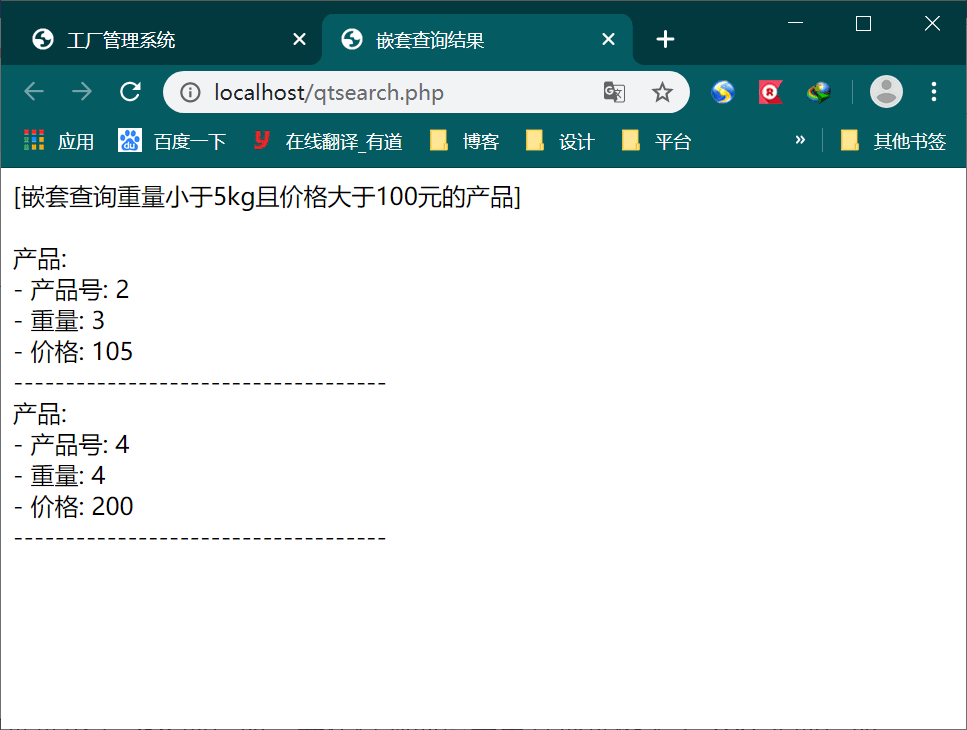 工厂管理系统
嵌套查询结果
localhost/qtsearch.php
应用
百度一下
在线翻译_有道
博客
设计
平台
»
其他书签
[嵌套查询重量小于5kg且价格大于100元的产品]
产品:
- 产品号: 2
- 重量: 3
- 价格: 105
------------------------------------
产品:
- 产品号: 4
- 重量: 4
- 价格: 200
------------------------------------